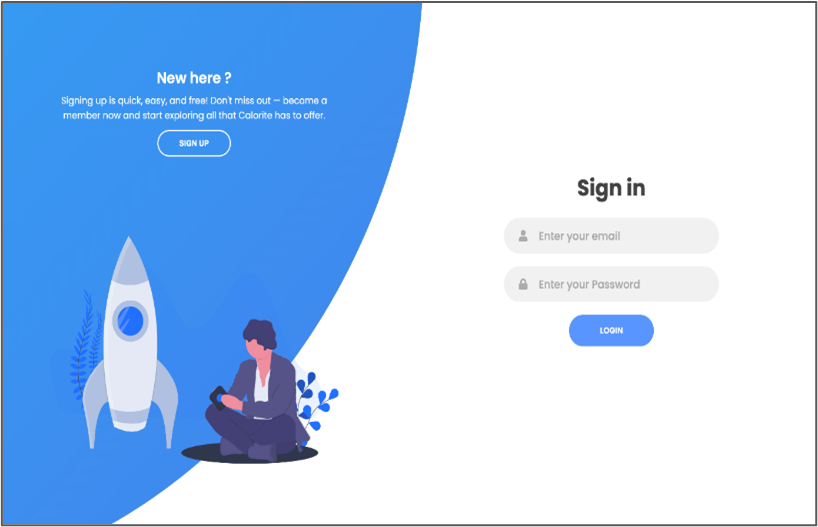 New here ?
Signing up is quick, easy, and free! Don't miss out — become a
member now and start exploring all that Calorite has to offer.
SIGN UP
Sign in
Enter your email
Enter your Password
LOGIN